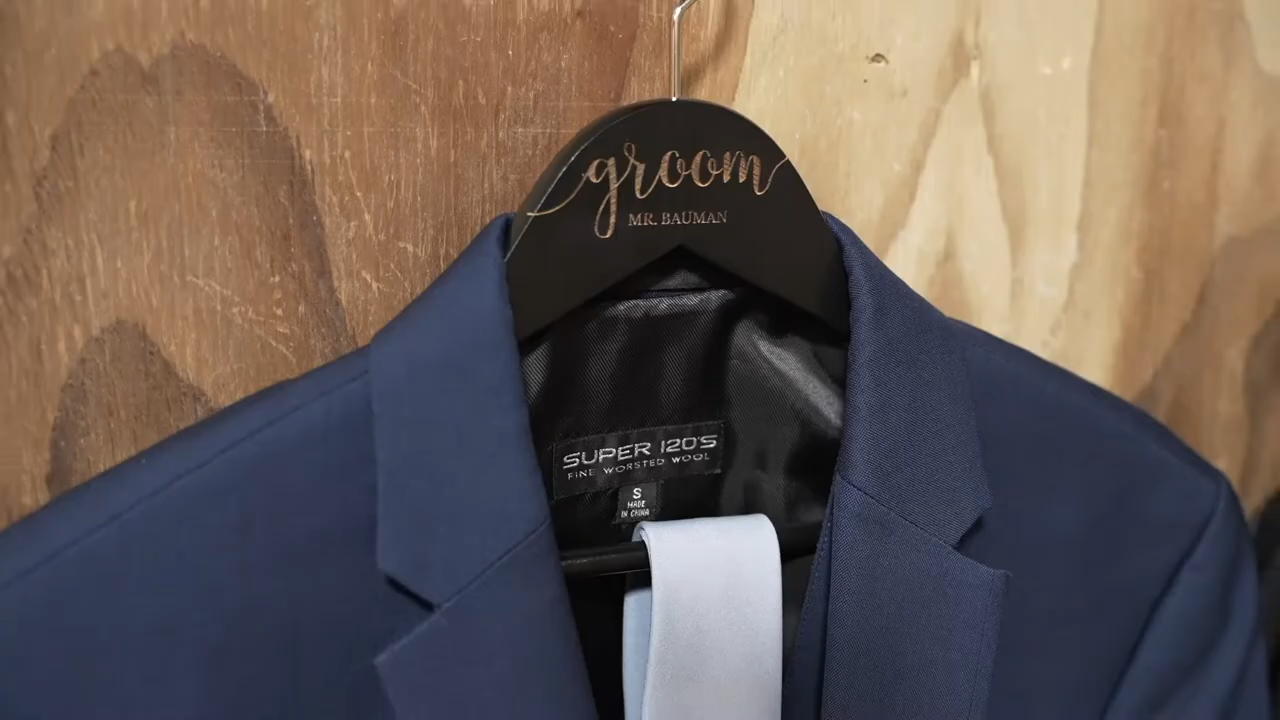 groom
MR. BAUMAN
SUPER 120'S
FINE WORSTED WOOL
S
MADE
IN CHINA